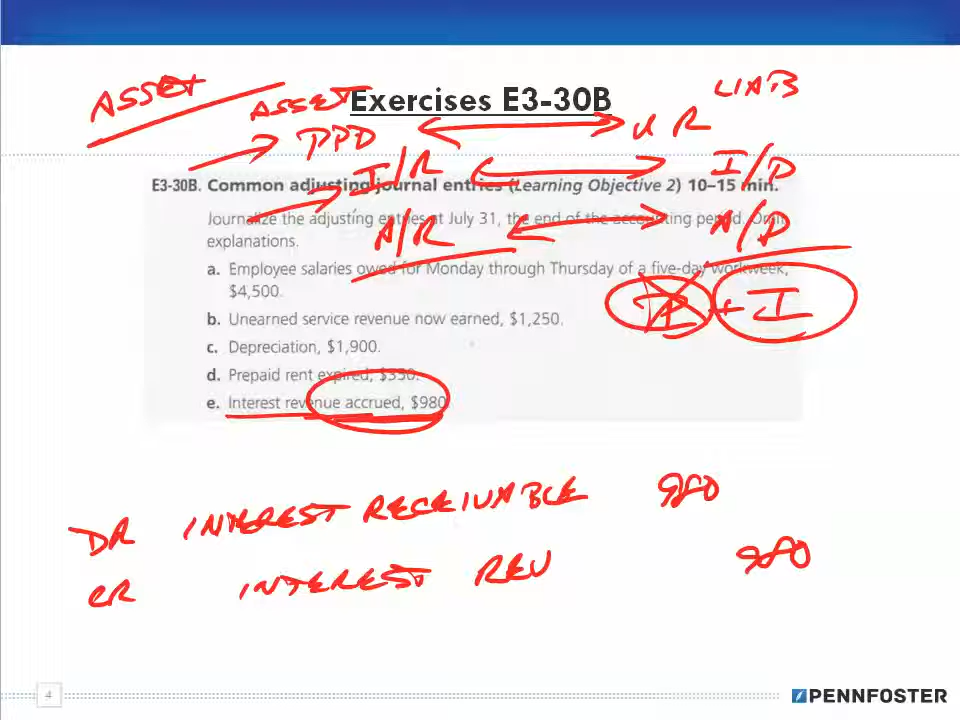 ASSET
ASSET
LIAB
Exercises E3-30B
PPD
U R
I/R
I/P
E3-30B. Common adjusting journal entries (Learning Objective 2) 10–15 min.
Journalize the adjusting entries at July 31, the end of the accounting period. Omit
explanations.
A/R
A/P
a. Employee salaries owed for Monday through Thursday of a five-day workweek,
$4,500.
+ I
b. Unearned service revenue now earned, $1,250.
c. Depreciation, $1,900.
d. Prepaid rent expired, $350.
e. Interest revenue accrued, $980.
DR INTEREST RECEIVABLE 980
CR INTEREST REV 980
4
PENNFOSTER